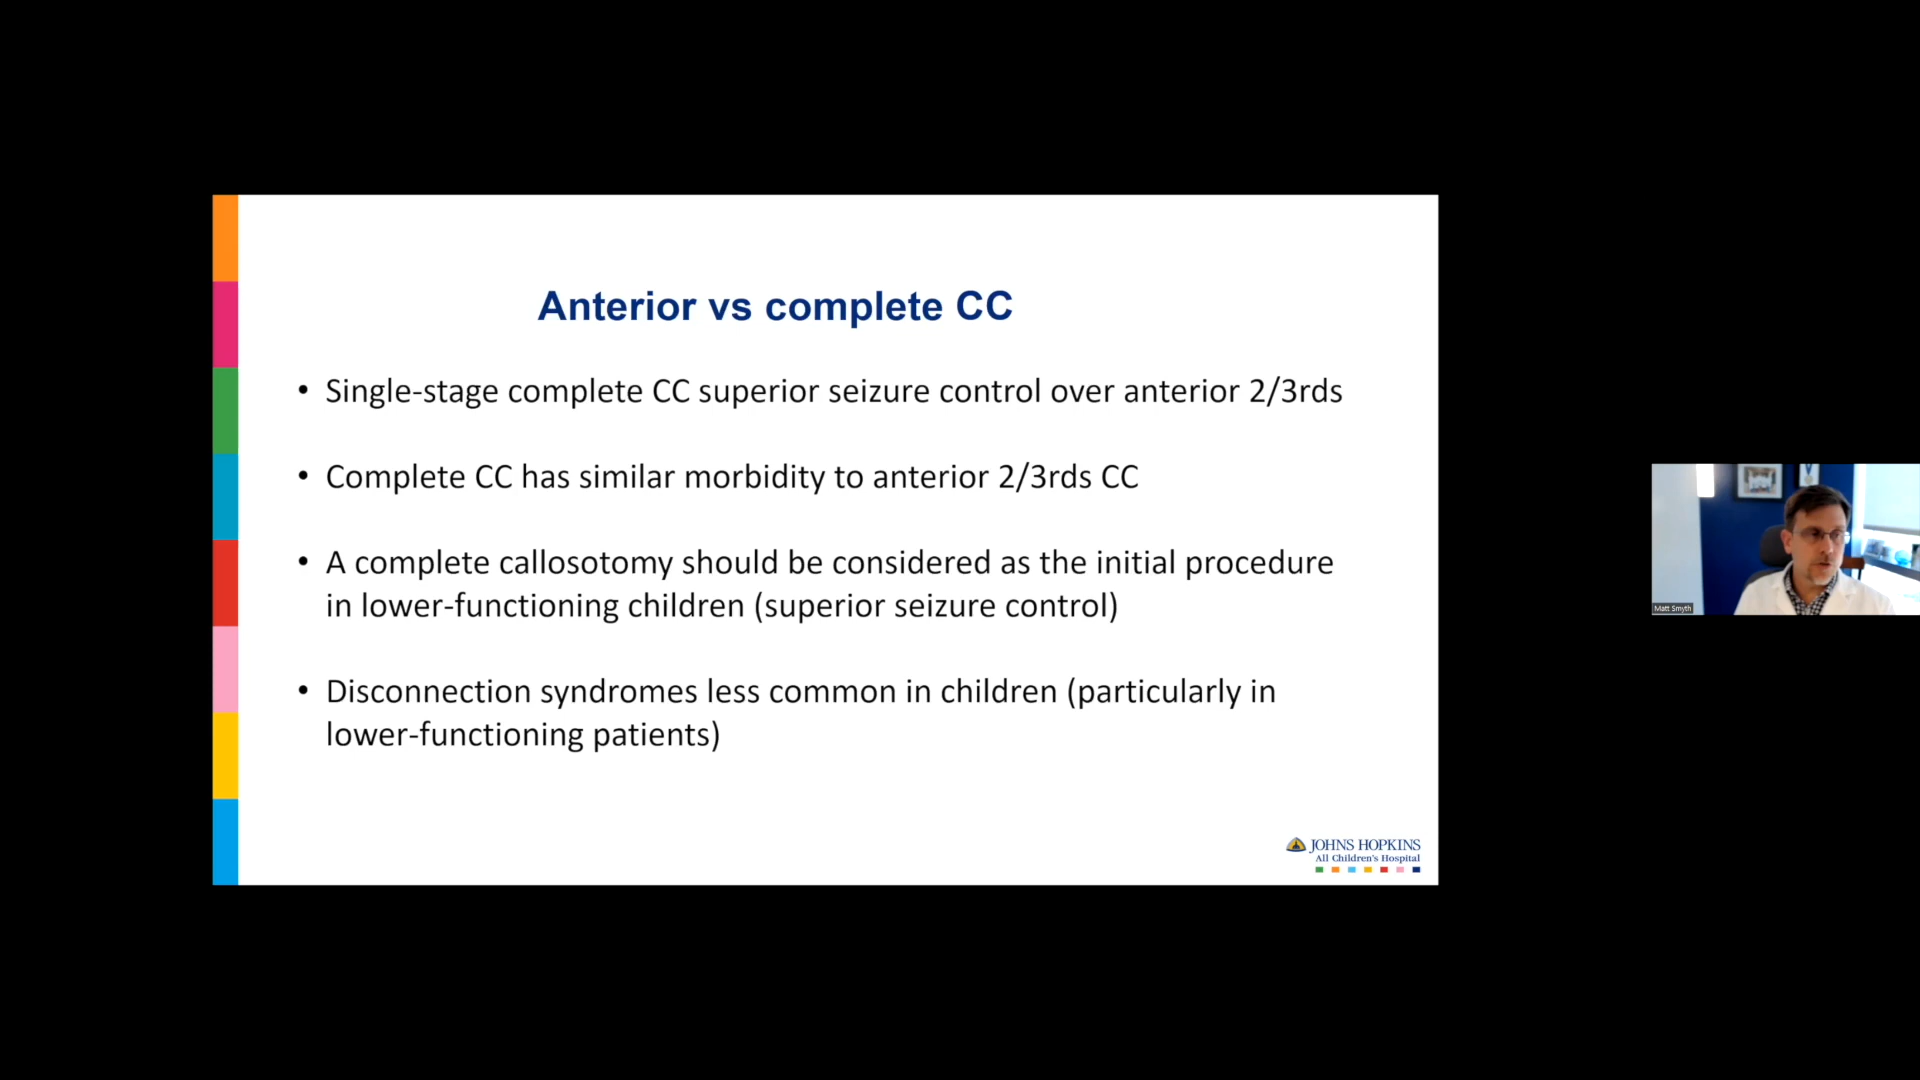 Anterior vs complete CC
• Single-stage complete CC superior seizure control over anterior 2/3rds
• Complete CC has similar morbidity to anterior 2/3rds CC
• A complete callosotomy should be considered as the initial procedure
in lower-functioning children (superior seizure control)
• Disconnection syndromes less common in children (particularly in
lower-functioning patients)
JOHNS HOPKINS
All Children's Hospital
Matt Smyth